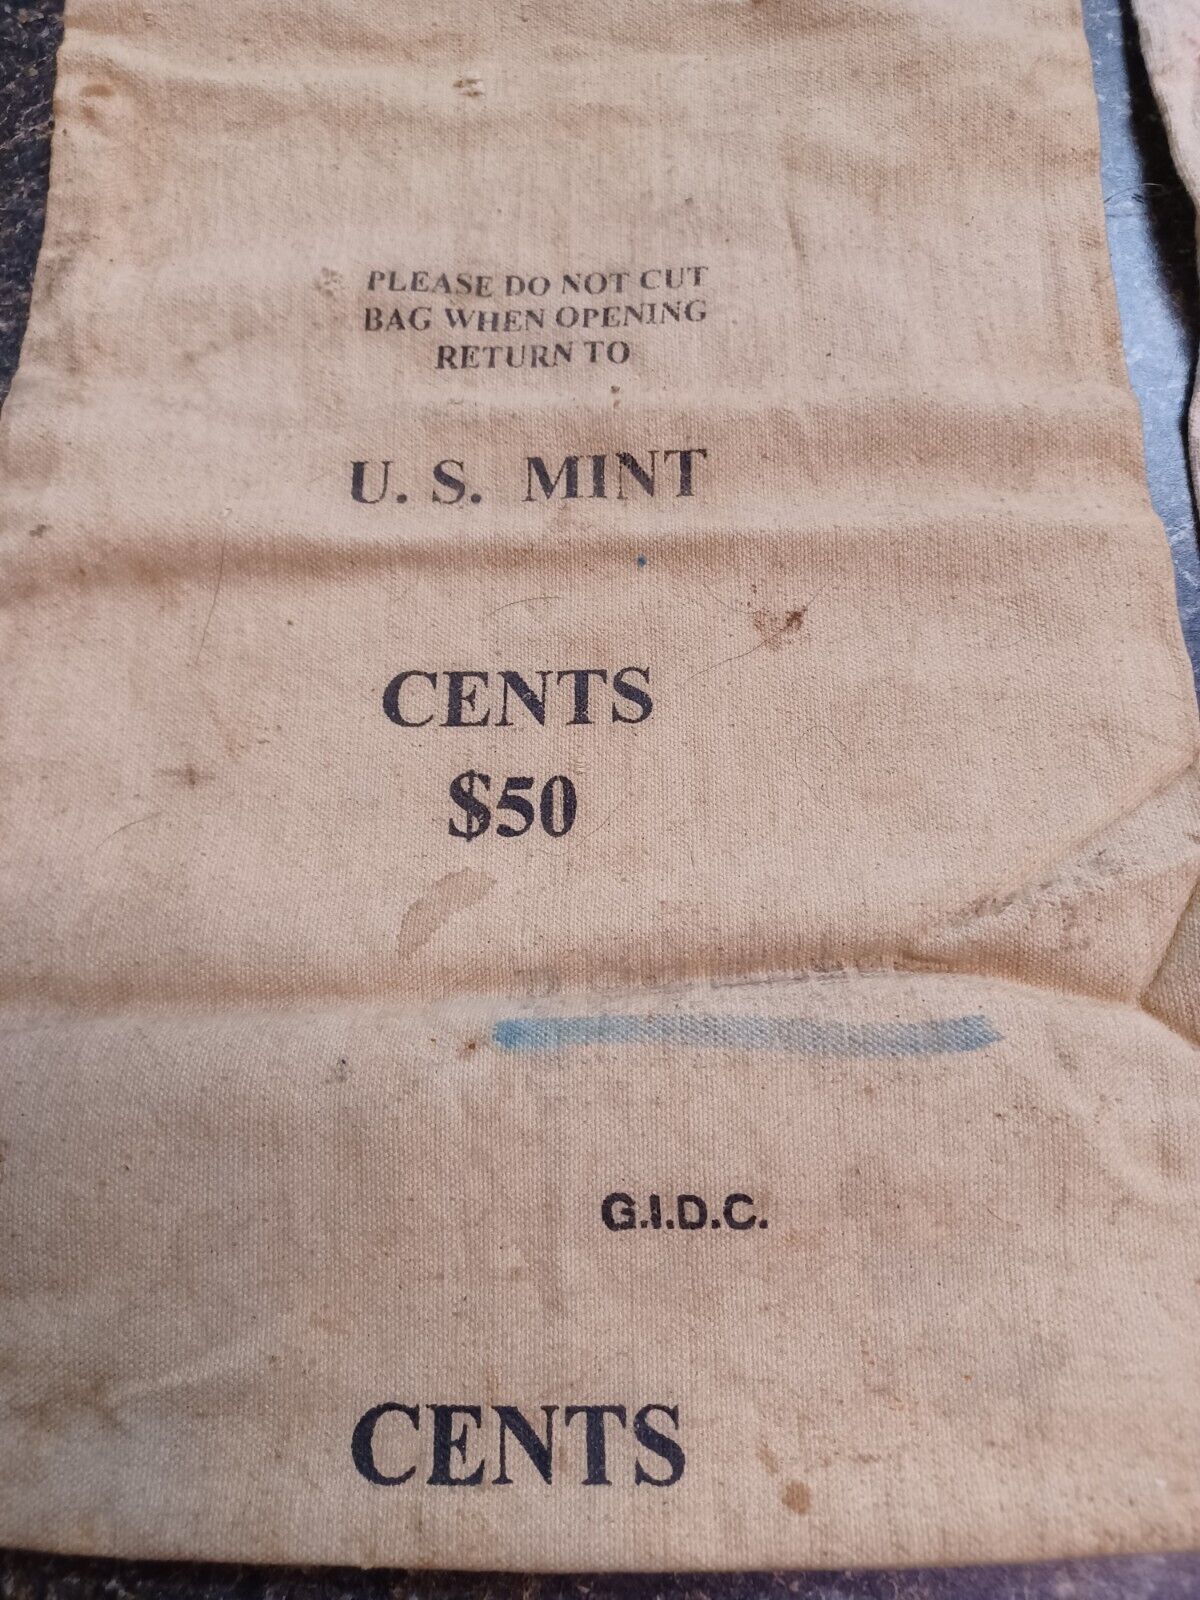 PLEASE DO NOT CUT
BAG WHEN OPENING
RETURN TO
U. S. MINT
CENTS
$50
G.I.D.C.
CENTS